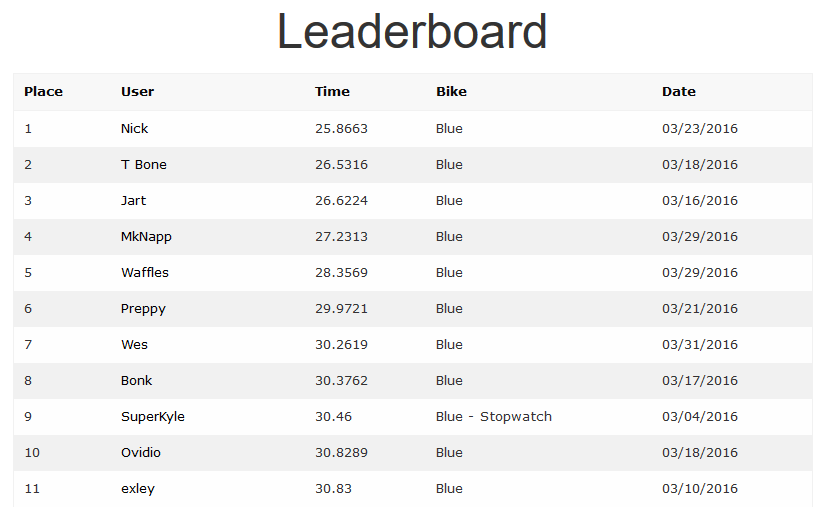 Leaderboard
Place User Time Bike Date
1 Nick 25.8663 Blue 03/23/2016
2 T Bone 26.5316 Blue 03/18/2016
3 Jart 26.6224 Blue 03/16/2016
4 MkNapp 27.2313 Blue 03/29/2016
5 Waffles 28.3569 Blue 03/29/2016
6 Preppy 29.9721 Blue 03/21/2016
7 Wes 30.2619 Blue 03/31/2016
8 Bonk 30.3762 Blue 03/17/2016
9 SuperKyle 30.46 Blue - Stopwatch 03/04/2016
10 Ovidio 30.8289 Blue 03/18/2016
11 exley 30.83 Blue 03/10/2016